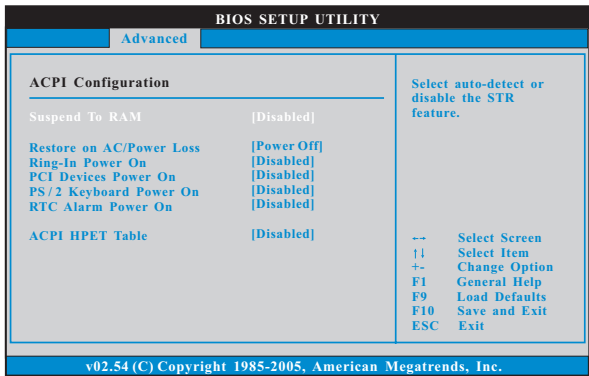 BIOS SETUP UTILITY
Advanced
ACPI Configuration
Suspend To RAM [Disabled]
Restore on AC/Power Loss [Power Off]
Ring-In Power On [Disabled]
PCI Devices Power On [Disabled]
PS/2 Keyboard Power On [Disabled]
RTC Alarm Power On [Disabled]
ACPI HPET Table [Disabled]
Select auto-detect or
disable the STR
feature.
←→ Select Screen
↑↓ Select Item
+- Change Option
F1 General Help
F9 Load Defaults
F10 Save and Exit
ESC Exit
v02.54 (C) Copyright 1985-2005, American Megatrends, Inc.